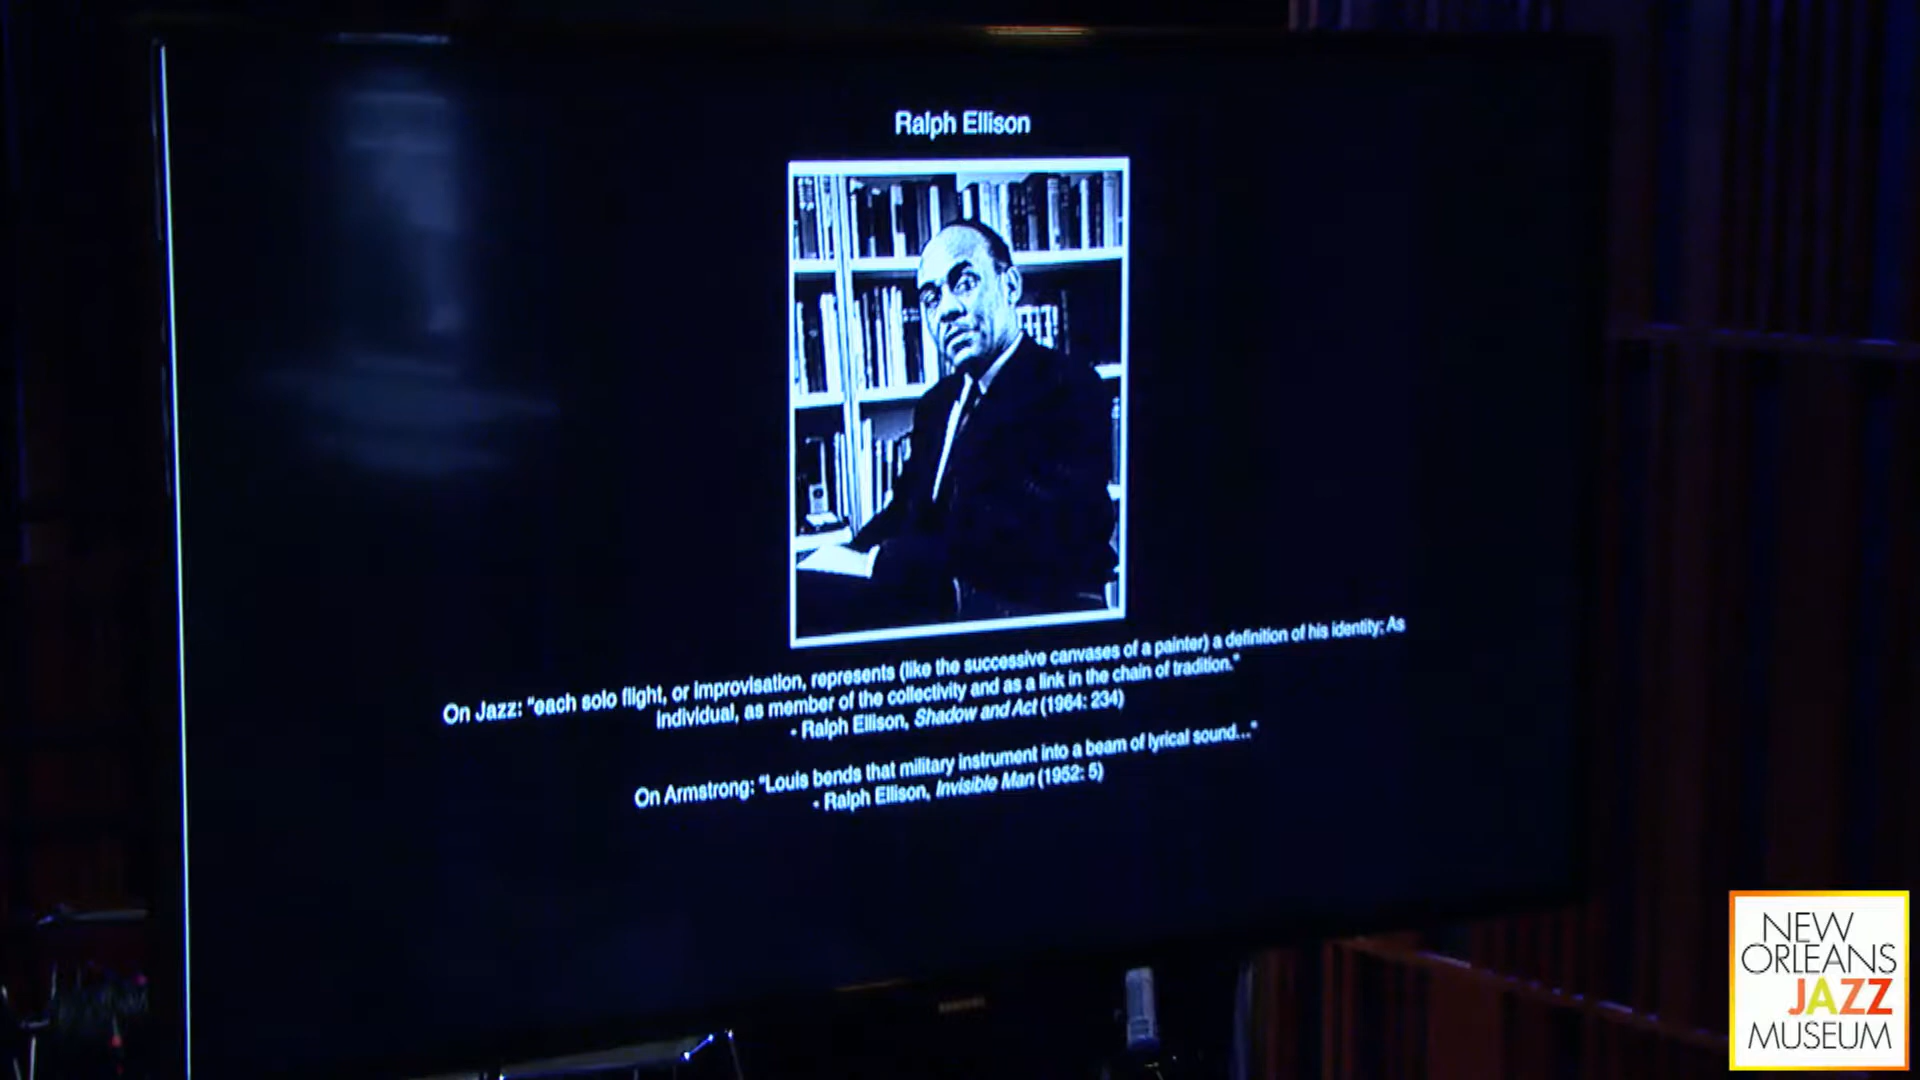 Ralph Ellison
On Jazz: "each solo flight, or improvisation, represents (like the successive canvases of a painter) a definition of his identity; As
individual, as member of the collectivity and as a link in the chain of tradition."
- Ralph Ellison, Shadow and Act (1964: 234)
On Armstrong: "Louis bends that military instrument into a beam of lyrical sound..."
- Ralph Ellison, Invisible Man (1952: 5)
NEW
ORLEANS
JAZZ
MUSEUM